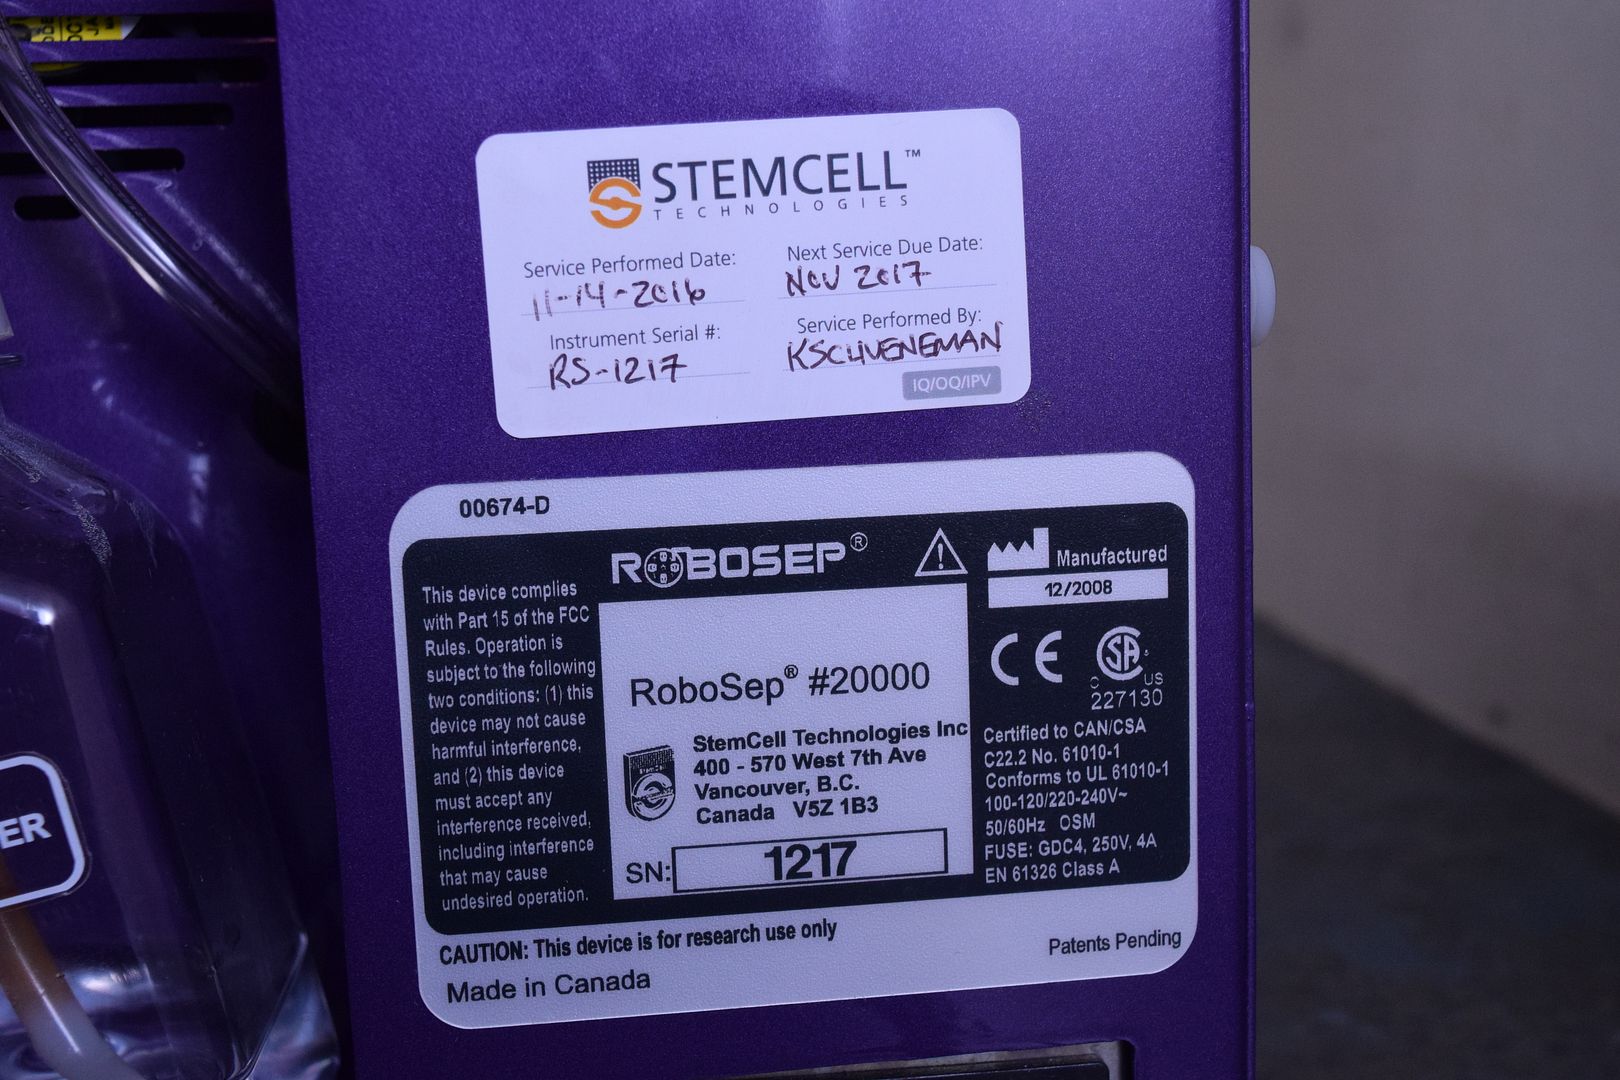 STEMCELL™
TECHNOLOGIES
Service Performed Date:
11-14-2016
Next Service Due Date:
NOV 2017
Instrument Serial #:
RS-1217
Service Performed By:
KSCHVENEMAN
IQ/OQ/IPV
00674-D
ROBOSEP®
This device complies
with Part 15 of the FCC
Rules. Operation is
subject to the following
two conditions: (1) this
device may not cause
harmful interference,
and (2) this device
must accept any
interference received,
including interference
that may cause
undesired operation.
RoboSep® #20000
StemCell Technologies Inc
400 - 570 West 7th Ave
Vancouver, B.C.
Canada V5Z 1B3
SN: 1217
Manufactured
12/2008
CE
CSA
C US
227130
Certified to CAN/CSA
C22.2 No. 61010-1
Conforms to UL 61010-1
100-120/220-240V~
50/60Hz OSM
FUSE: GDC4, 250V, 4A
EN 61326 Class A
CAUTION: This device is for research use only
Patents Pending
Made in Canada
ER